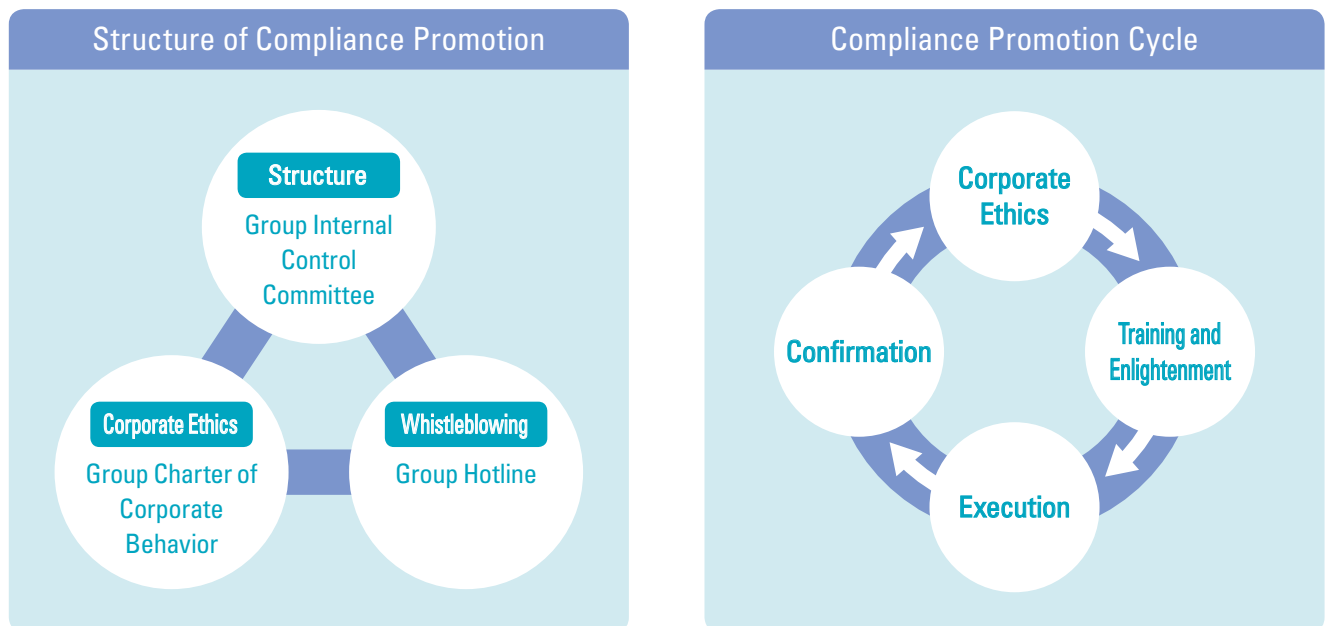 Structure of Compliance Promotion
Structure
Group Internal
Control
Committee
Corporate Ethics
Group Charter of
Corporate
Behavior
Whistleblowing
Group Hotline
Compliance Promotion Cycle
Corporate
Ethics
Training and
Enlightenment
Execution
Confirmation